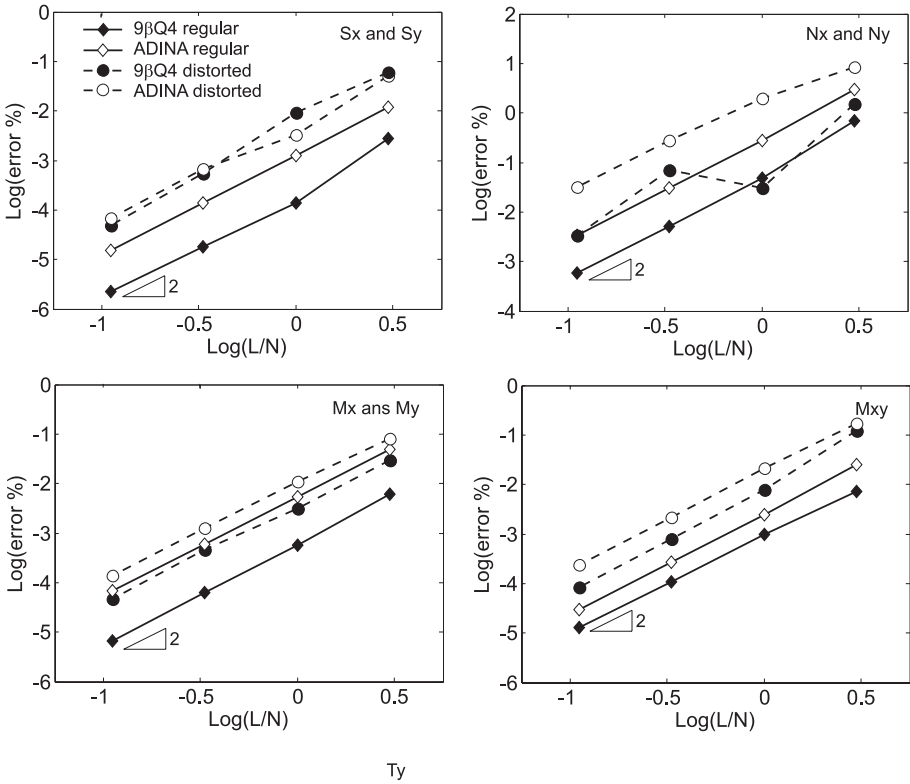 0
-1
-2
-3
-4
-5
-6
Log(error %)
9βQ4 regular
ADINA regular
9βQ4 distorted
ADINA distorted
Sx and Sy
2
-1
-0.5
0
0.5
Log(L/N)
2
1
0
-1
-2
-3
-4
Log(error %)
Nx and Ny
2
-1
-0.5
0
0.5
Log(L/N)
0
-1
-2
-3
-4
-5
-6
Log(error %)
Mx ans My
2
-1
-0.5
0
0.5
Log(L/N)
0
-1
-2
-3
-4
-5
-6
Log(error %)
Mxy
2
-1
-0.5
0
0.5
Log(L/N)
Ty